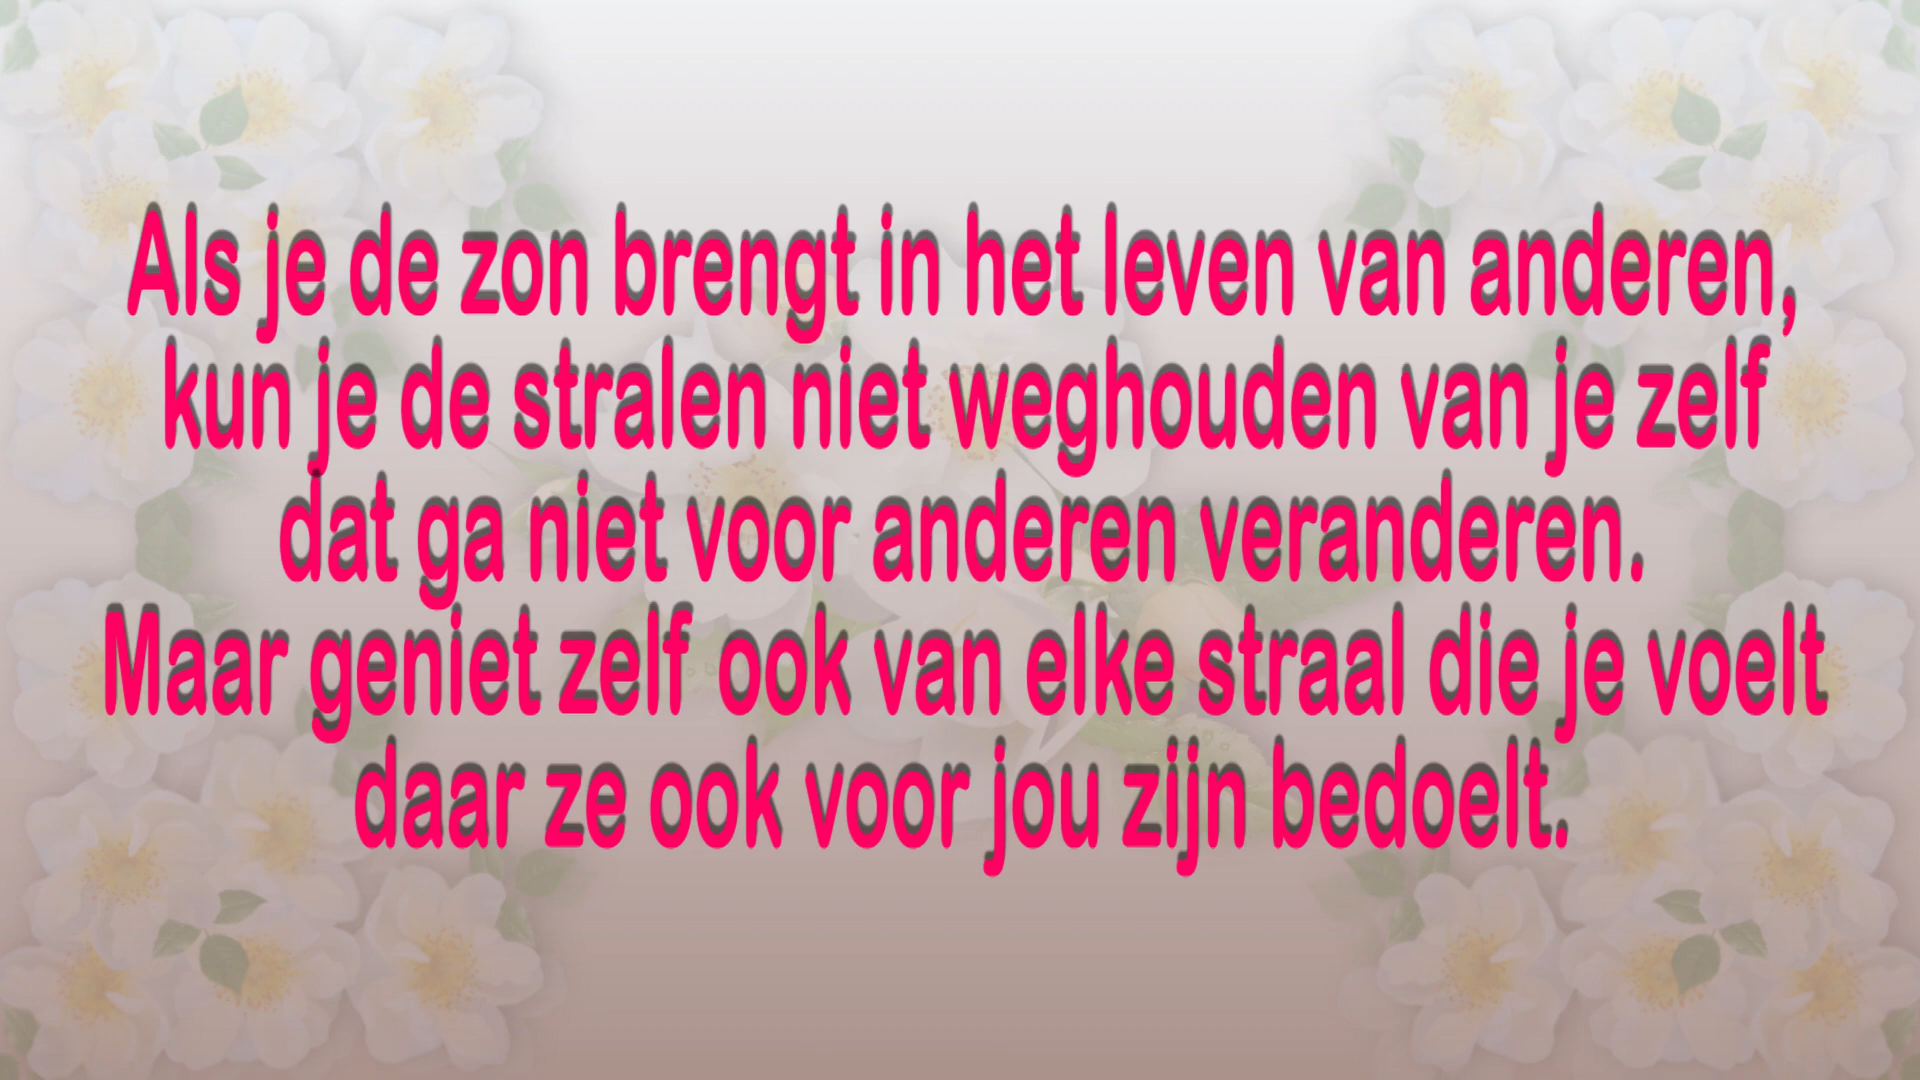 Als je de zon brengt in het leven van anderen,
kun je de stralen niet weghouden van je zelf
dat ga niet voor anderen veranderen.
Maar geniet zelf ook van elke straal die je voelt
daar ze ook voor jou zijn bedoelt.